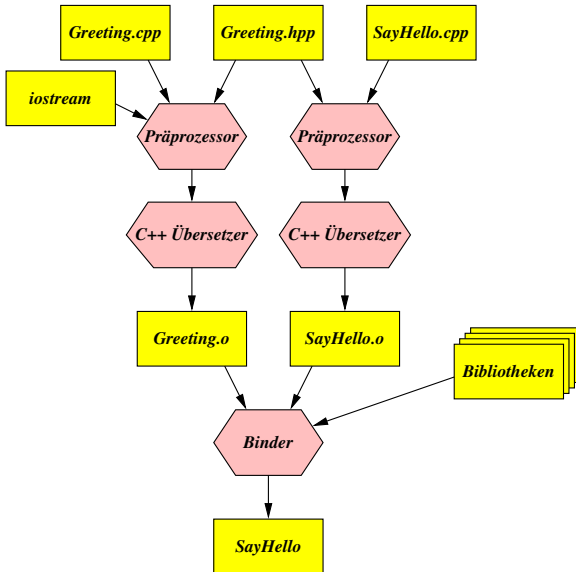 Greeting.cpp
Greeting.hpp
SayHello.cpp
iostream
Präprozessor
Präprozessor
C++ Übersetzer
C++ Übersetzer
Greeting.o
SayHello.o
Bibliotheken
Binder
SayHello